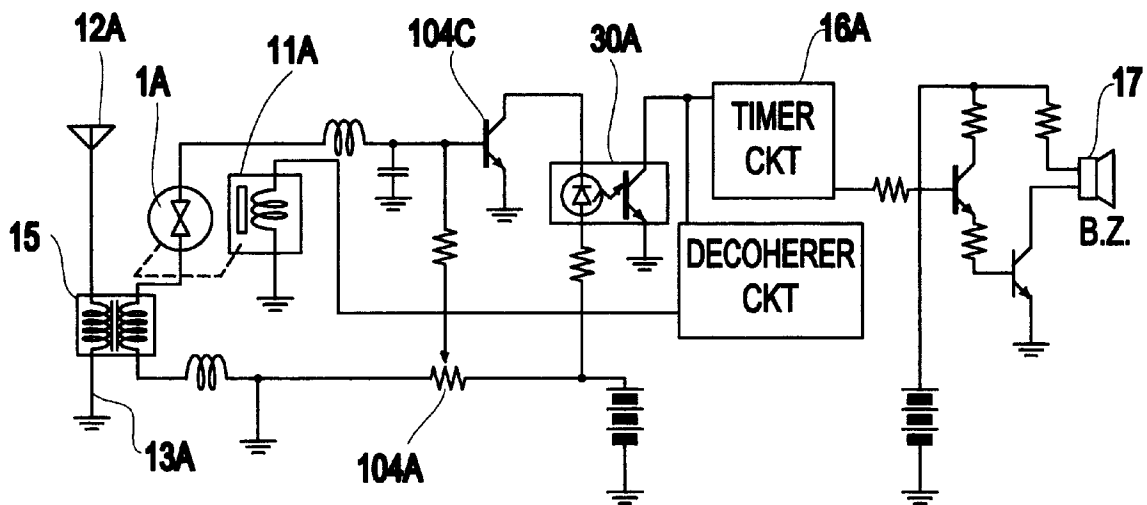 12A
11A
104C
30A
16A
17
1A
TIMER
CKT
B.Z.
15
DECOHERER
CKT
13A
104A